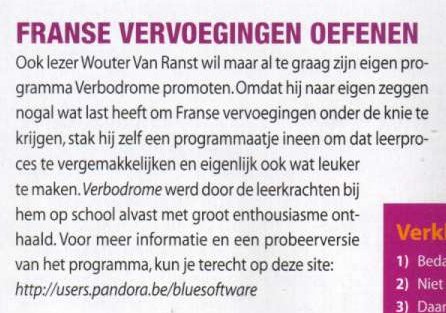 FRANSE VERVOEGINGEN OEFENEN
Ook lezer Wouter Van Ranst wil maar al te graag zijn eigen pro-
gramma Verbodrome promoten. Omdat hij naar eigen zeggen
nogal wat last heeft om Franse vervoegingen onder de knie te
krijgen, stak hij zelf een programmaatje ineen om dat leerpro-
ces te vergemakkelijken en eigenlijk ook wat leuker
te maken. Verbodrome werd door de leerkrachten bij
hem op school alvast met groot enthousiasme ont-
haald. Voor meer informatie en een probeerversie
van het programma, kun je terecht op deze site:
http://users.pandora.be/bluesoftware
1)
2) Niet
3) Daar